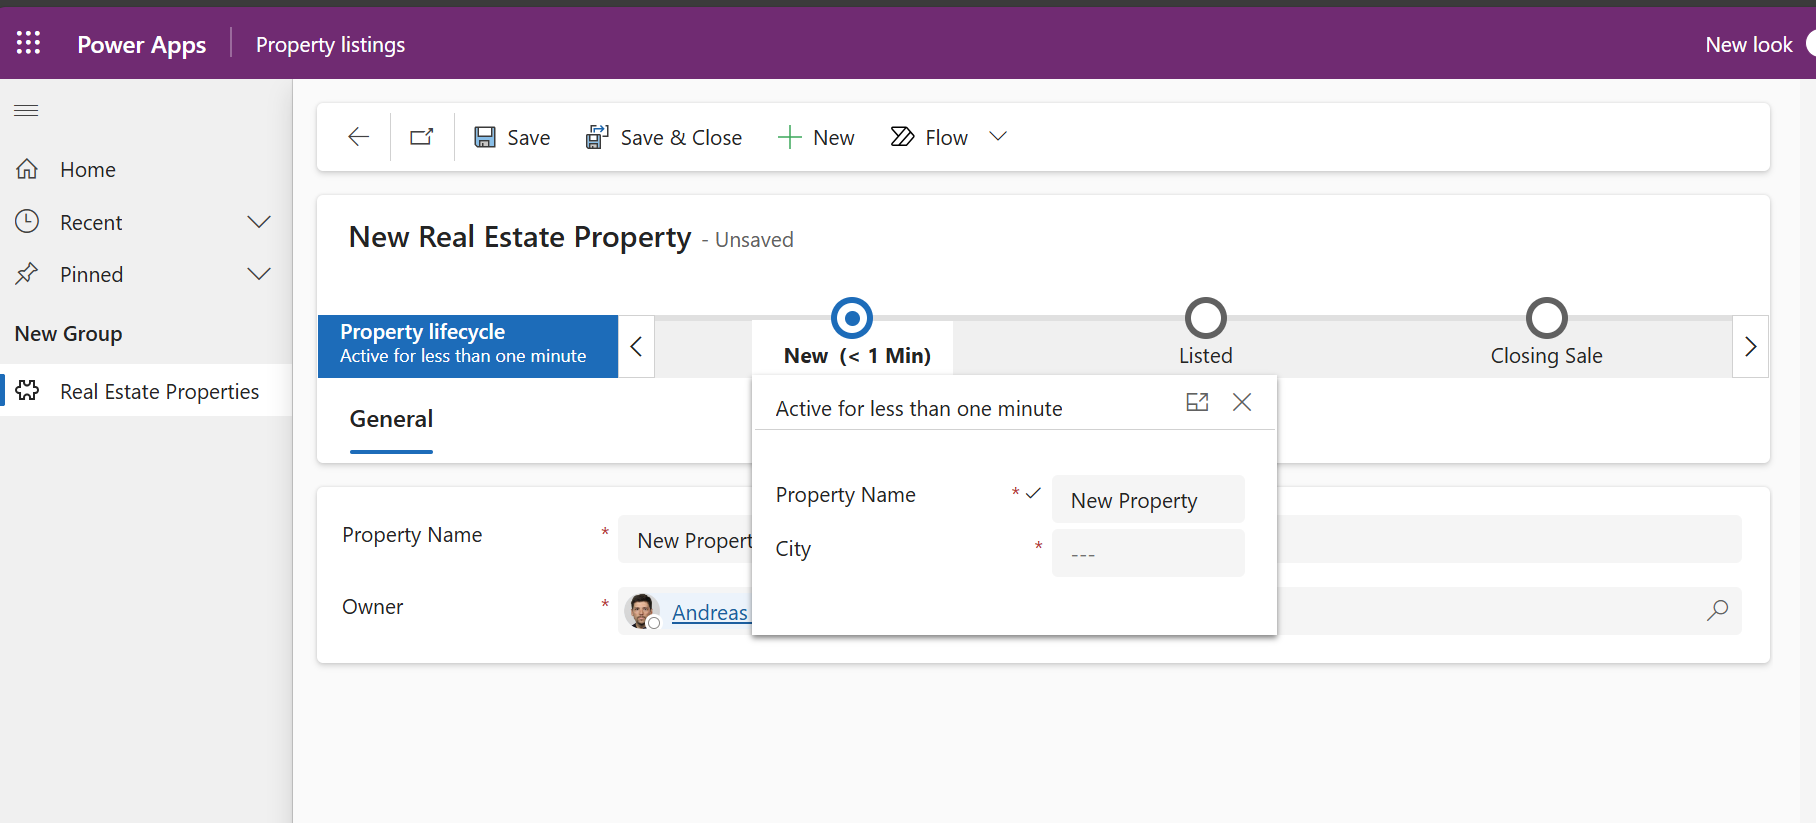 Power Apps Property listings New look
Save Save & Close New Flow
Home
Recent
Pinned
New Group
Real Estate Properties
New Real Estate Property - Unsaved
Property lifecycle
Active for less than one minute
New (< 1 Min) Listed Closing Sale
General
Active for less than one minute
Property Name * New Property
City * ---
Property Name * New Propert
Owner * Andreas